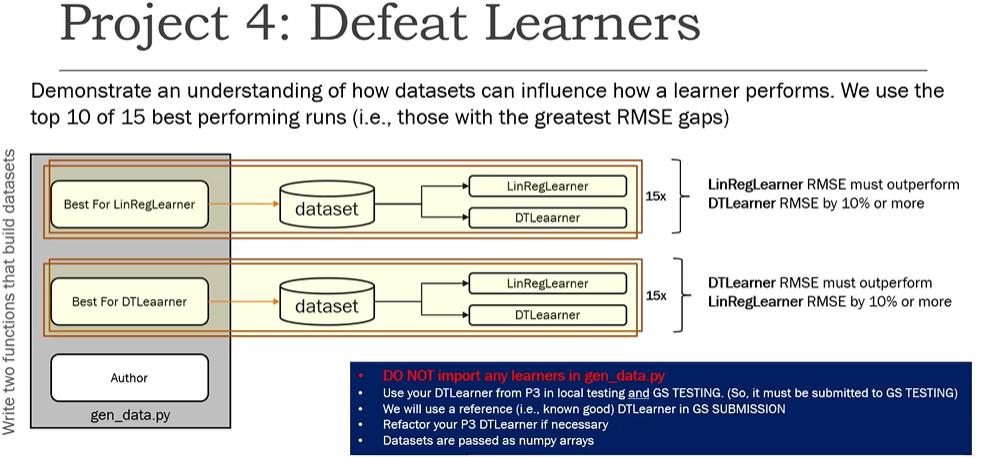 Project 4: Defeat Learners
Demonstrate an understanding of how datasets can influence how a learner performs. We use the
top 10 of 15 best performing runs (i.e., those with the greatest RMSE gaps)
Write two functions that build datasets
Best For LinRegLearner
dataset
LinRegLearner
DTLeaarner
15x
LinRegLearner RMSE must outperform
DTLearner RMSE by 10% or more
Best For DTLeaarner
dataset
LinRegLearner
DTLeaarner
15x
DTLearner RMSE must outperform
LinRegLearner RMSE by 10% or more
Author
gen_data.py
• DO NOT import any learners in gen_data.py
• Use your DTLearner from P3 in local testing and GS TESTING. (So, it must be submitted to GS TESTING)
• We will use a reference (i.e., known good) DTLearner in GS SUBMISSION
• Refactor your P3 DTLearner if necessary
• Datasets are passed as numpy arrays